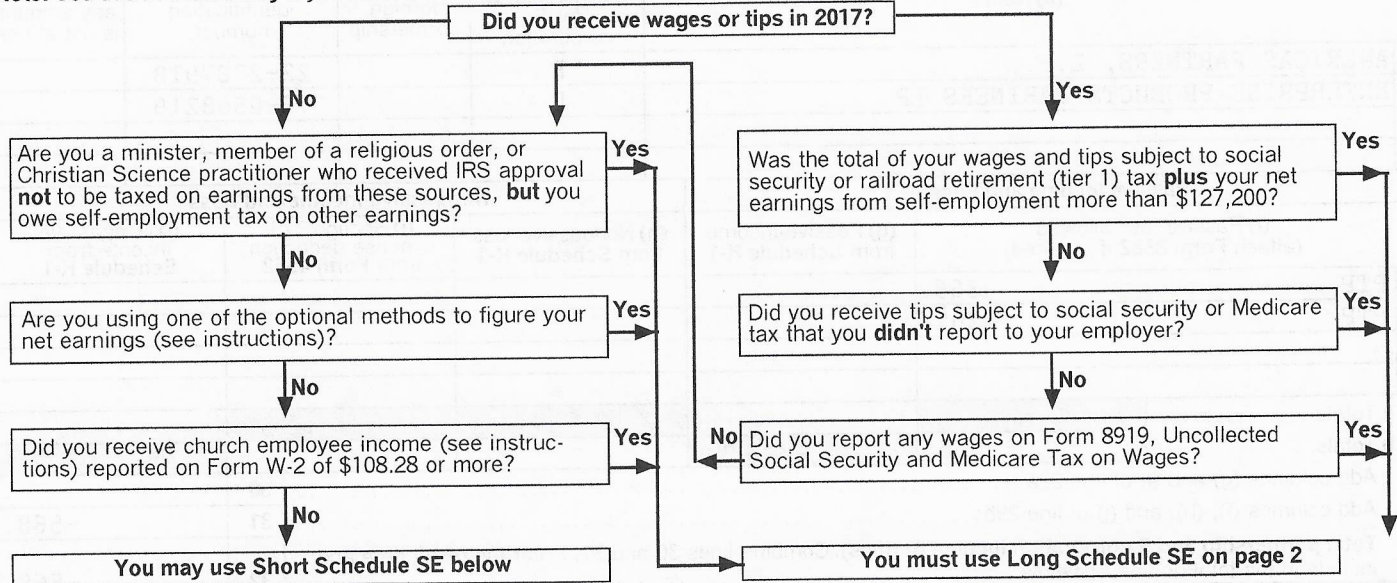 Did you receive wages or tips in 2017?
No
Yes
Are you a minister, member of a religious order, or
Christian Science practitioner who received IRS approval
not to be taxed on earnings from these sources, but you
owe self-employment tax on other earnings?
Yes
Was the total of your wages and tips subject to social
security or railroad retirement (tier 1) tax plus your net
earnings from self-employment more than $127,200?
Yes
No
No
Are you using one of the optional methods to figure your
net earnings (see instructions)?
Yes
Did you receive tips subject to social security or Medicare
tax that you didn't report to your employer?
Yes
No
No
Did you receive church employee income (see instruc-
tions) reported on Form W-2 of $108.28 or more?
Yes
No
Did you report any wages on Form 8919, Uncollected
Social Security and Medicare Tax on Wages?
Yes
No
You may use Short Schedule SE below
You must use Long Schedule SE on page 2